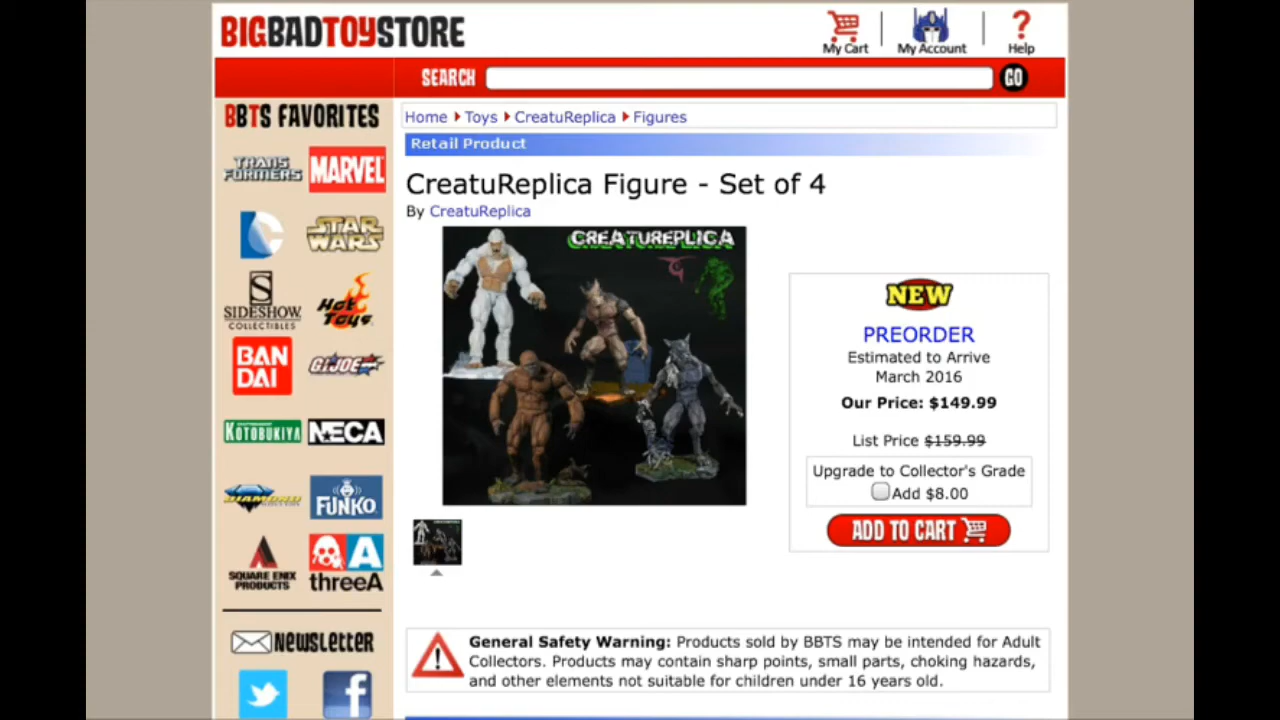 BIGBADTOYSTORE
My Cart
My Account
Help
SEARCH
GO
BBTS FAVORITES
TRANSFORMERS
MARVEL
STAR WARS
S
SIDESHOW
COLLECTIBLES
Hot Toys
BAN
DAI
G.I.JOE
KOTOBUKIYA
NECA
DIAMOND
FUNKO
SQUARE ENIX
PRODUCTS
A
threeA
NEWSLETTER
Home
Toys
CreatuReplica
Figures
Retail Product
CreatuReplica Figure - Set of 4
By CreatuReplica
CREATUREPLICA
NEW
PREORDER
Estimated to Arrive
March 2016
Our Price: $149.99
List Price $159.99
Upgrade to Collector's Grade
Add $8.00
ADD TO CART
General Safety Warning: Products sold by BBTS may be intended for Adult
Collectors. Products may contain sharp points, small parts, choking hazards,
and other elements not suitable for children under 16 years old.